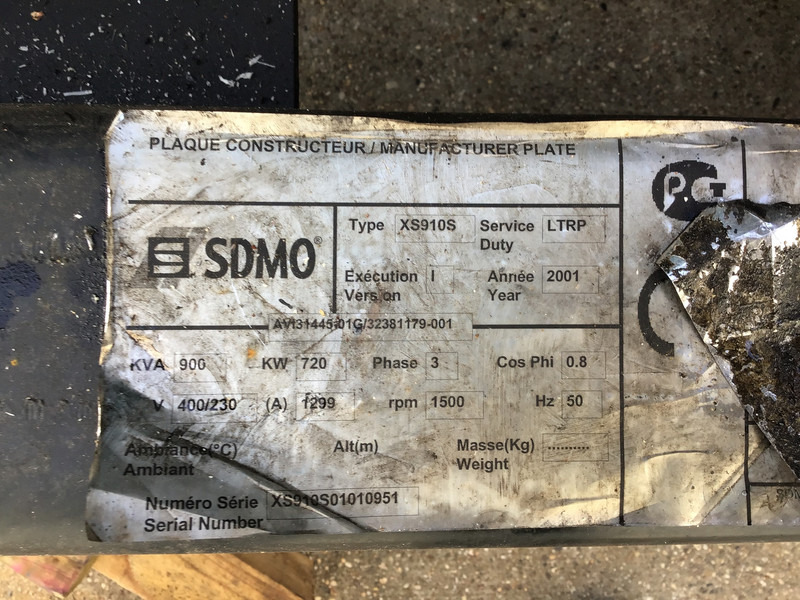 PLAQUE CONSTRUCTEUR / MANUFACTURER PLATE
SDMO®
Type XS910S Service LTRP
Duty
Exécution I Année 2001
Version Year
AVI31445-01G/32381179-001
KVA 900 KW 720 Phase 3 Cos Phi 0.8
V 400/230 (A) 1299 rpm 1500 Hz 50
Ambiance(°C) Alt(m) Masse(Kg) ..........
Ambiant Weight
Numéro Série XS910S01010951
Serial Number